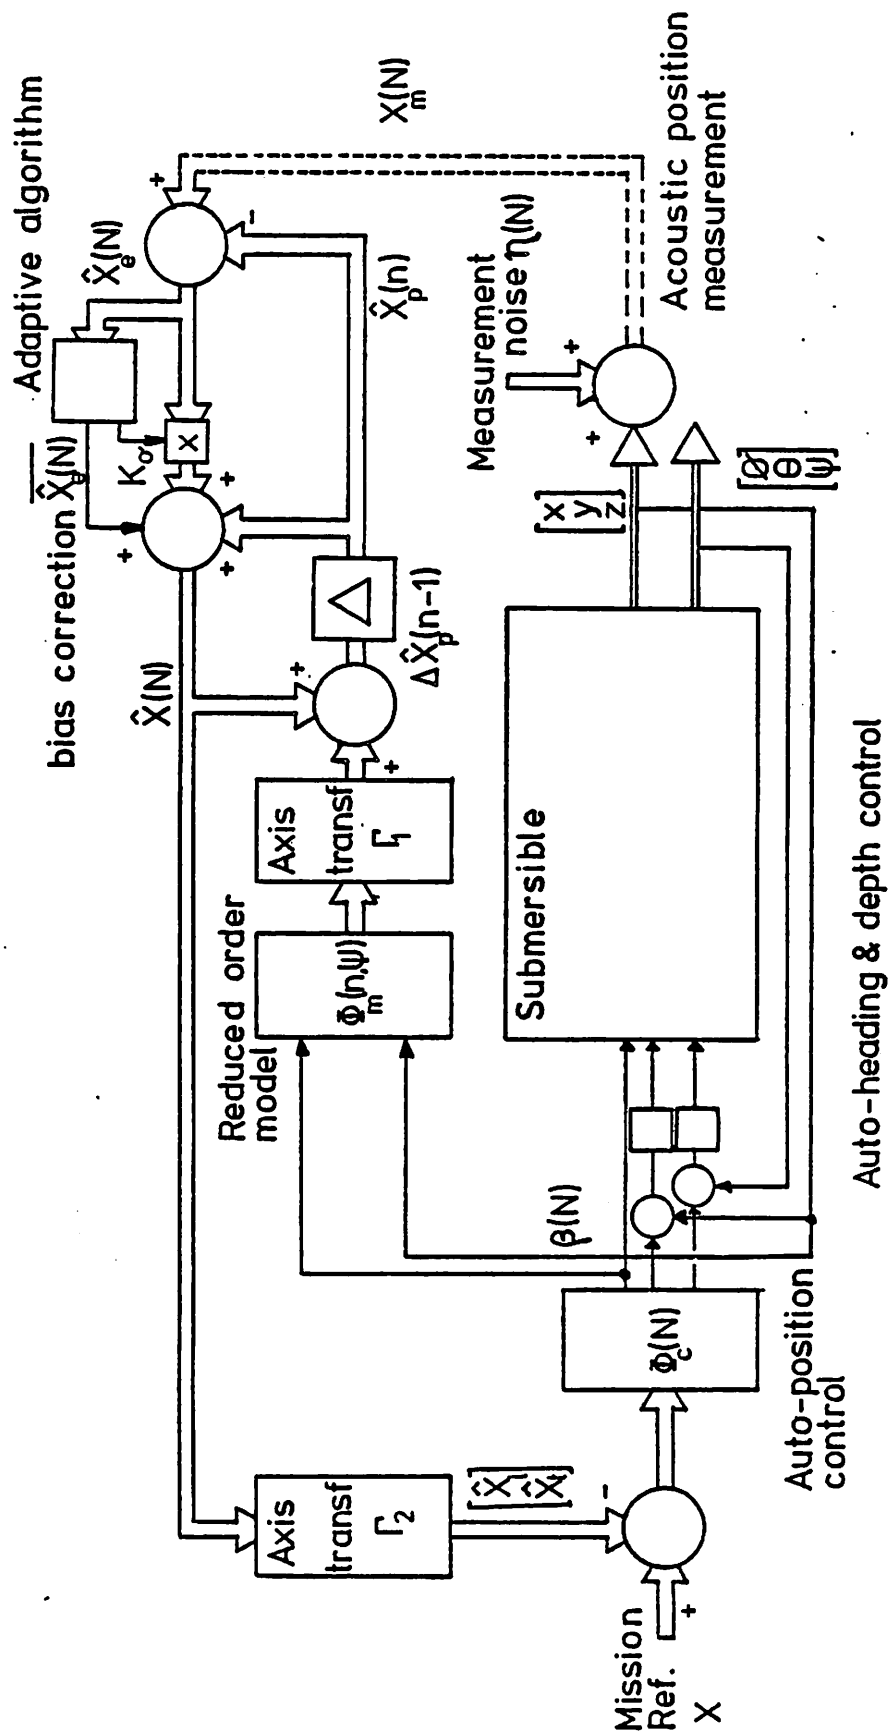 Adaptive algorithm
X̂e(N)
+
-
Xm(N)
bias correction X̂e(N)
Kσ
x
+
+
+
X̂(N)
X̂p(n)
Δ
ΔX̂p(n-1)
+
+
Axis
transf
Γ1
Reduced order
model
Φm(n,ψ)
Axis
transf
Γ2
[X̂l
X̂t]
-
+
Mission
Ref.
X
Φc(N)
Auto-position
control
β(N)
Submersible
[x
y
z]
[Ø
θ
ψ]
Measurement
noise η(N)
+
+
Acoustic position
measurement
Auto-heading & depth control